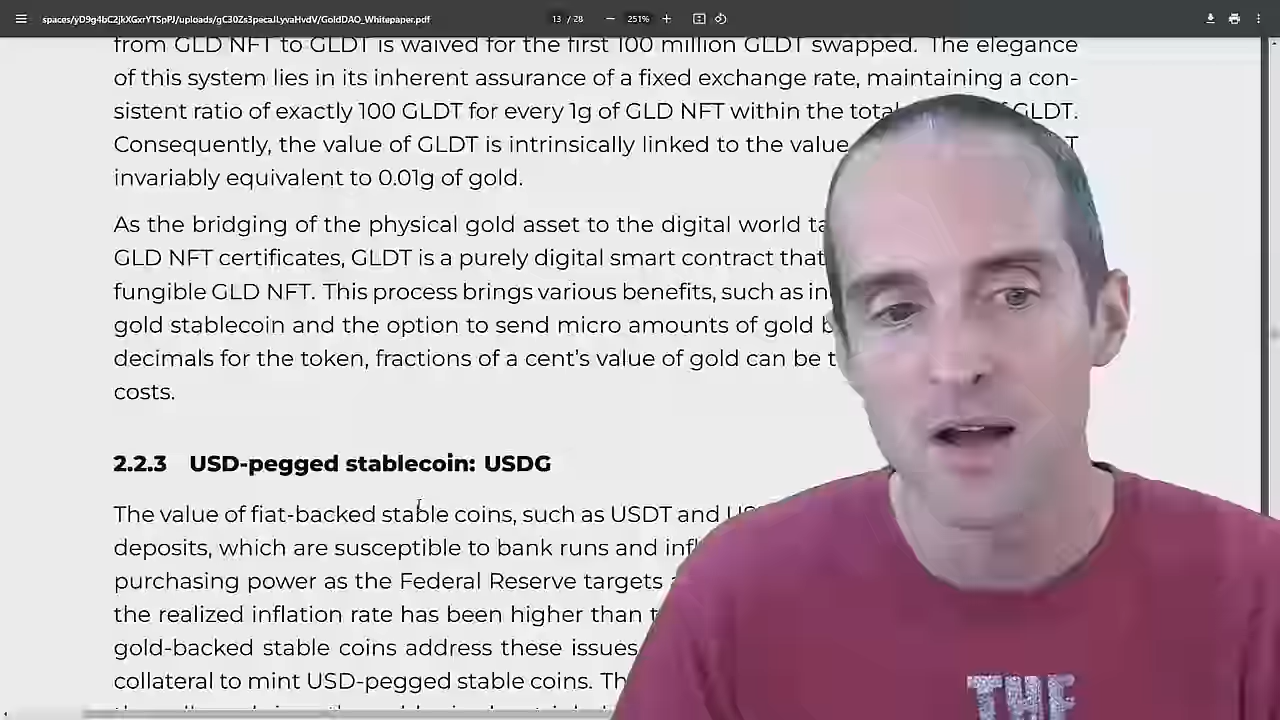 spaces/yD9g4bC2jkXGxrYTSpPJ/uploads/gC30Zs3pecaJLyvaHvdV/GoldDAO_Whitepaper.pdf
13 / 28
251%
from GLD NFT to GLDT is waived for the first 100 million GLDT swapped. The elegance
of this system lies in its inherent assurance of a fixed exchange rate, maintaining a con-
sistent ratio of exactly 100 GLDT for every 1g of GLD NFT within the total GLDT.
Consequently, the value of GLDT is intrinsically linked to the value
invariably equivalent to 0.01g of gold.
As the bridging of the physical gold asset to the digital world
GLD NFT certificates, GLDT is a purely digital smart contract that
fungible GLD NFT. This process brings various benefits, such as
gold stablecoin and the option to send micro amounts of gold
decimals for the token, fractions of a cent's value of gold can be
costs.
2.2.3 USD-pegged stablecoin: USDG
The value of fiat-backed stable coins, such as USDT and
deposits, which are susceptible to bank runs and
purchasing power as the Federal Reserve targets
the realized inflation rate has been higher than
gold-backed stable coins address these issues
collateral to mint USD-pegged stable coins.
THE